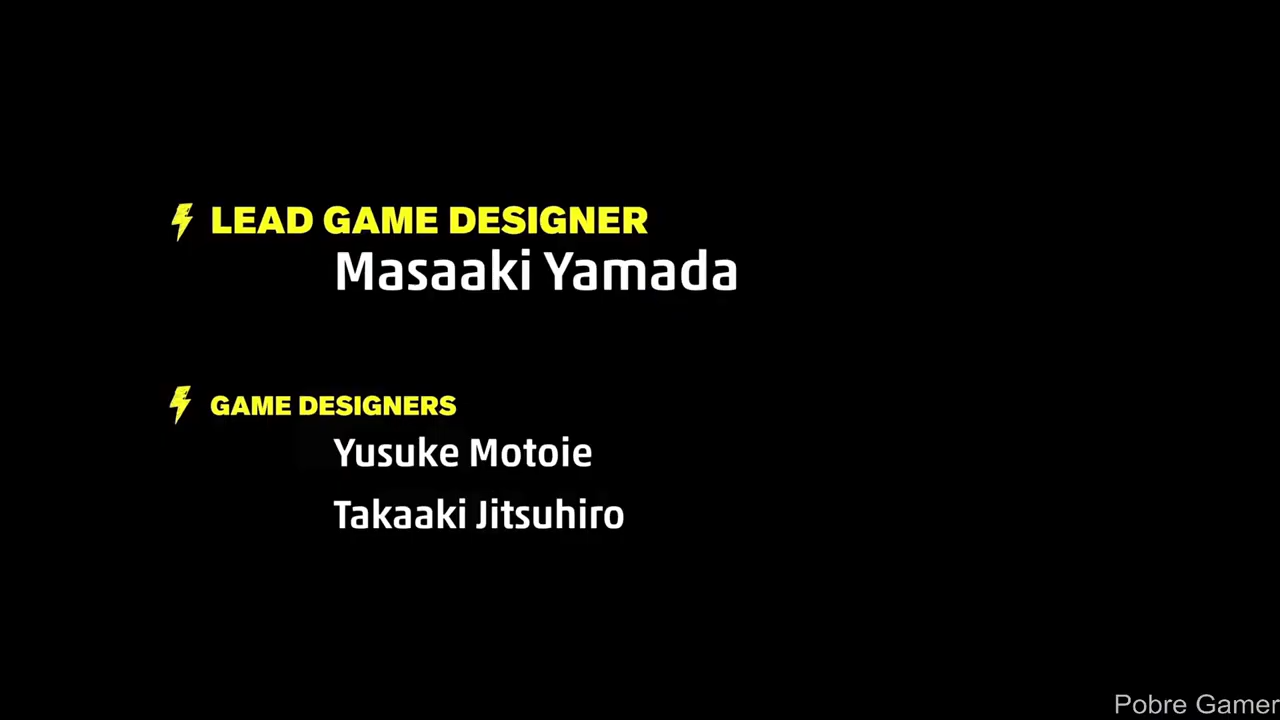 LEAD GAME DESIGNER
Masaaki Yamada
GAME DESIGNERS
Yusuke Motoie
Takaaki Jitsuhiro
Pobre Gamer